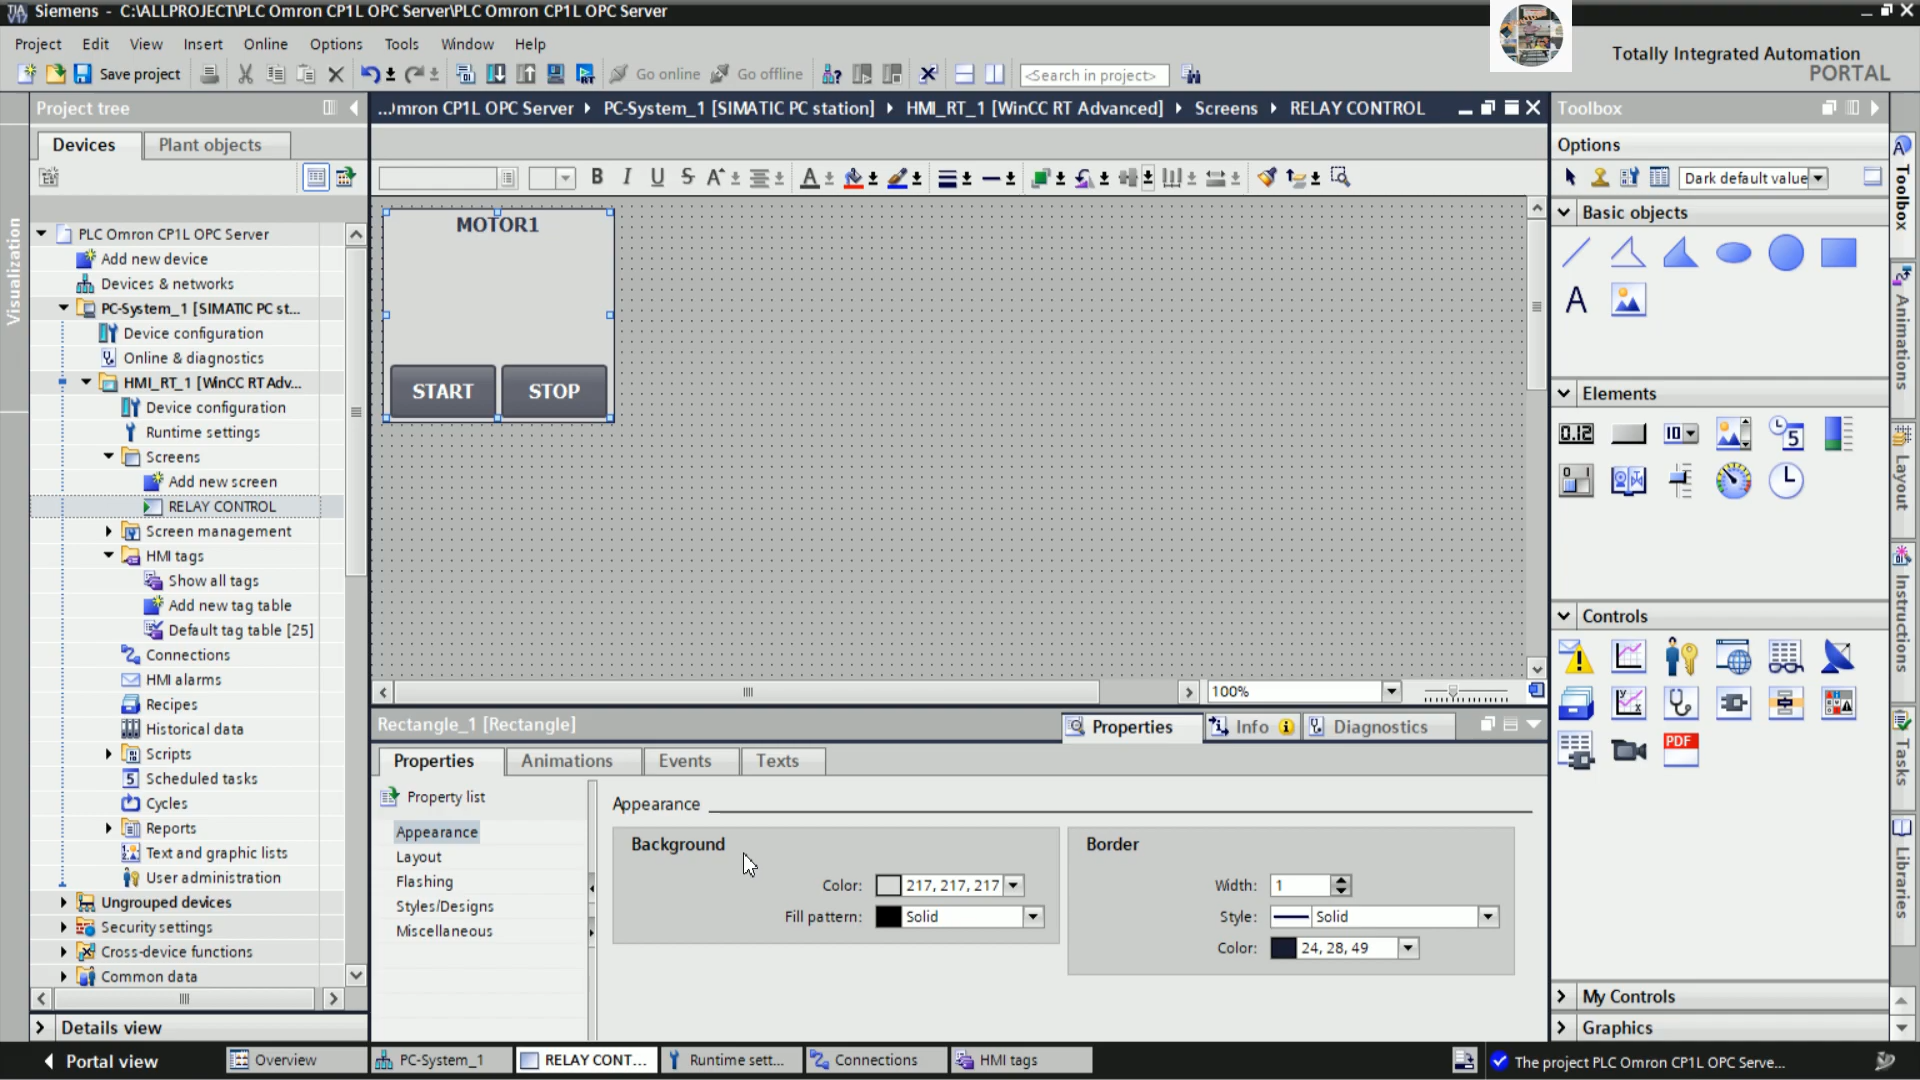 Siemens - C:\ALLPROJECT\PLC Omron CP1L OPC Server\PLC Omron CP1L OPC Server
Project Edit View Insert Online Options Tools Window Help
Totally Integrated Automation
PORTAL
Save project
Go online
Go offline
<Search in project>
Project tree
...Omron CP1L OPC Server
PC-System_1 [SIMATIC PC station]
HMI_RT_1 [WinCC RT Advanced]
Screens
RELAY CONTROL
Toolbox
Devices
Plant objects
Options
Dark default value
B I U S A
A
Visualization
PLC Omron CP1L OPC Server
Add new device
Devices & networks
PC-System_1 [SIMATIC PC st...
Device configuration
Online & diagnostics
HMI_RT_1 [WinCC RT Adv...
Device configuration
Runtime settings
Screens
Add new screen
RELAY CONTROL
Screen management
HMI tags
Show all tags
Add new tag table
Default tag table [25]
Connections
HMI alarms
Recipes
Historical data
Scripts
Scheduled tasks
Cycles
Reports
Text and graphic lists
User administration
Ungrouped devices
Security settings
Cross-device functions
Common data
Details view
MOTOR1
START
STOP
100%
Basic objects
A
Elements
0.12
10
5
Controls
PDF
My Controls
Graphics
Toolbox
Animations
Layout
Instructions
Tasks
Libraries
Rectangle_1 [Rectangle]
Properties
Info
Diagnostics
Properties
Animations
Events
Texts
Property list
Appearance
Layout
Flashing
Styles/Designs
Miscellaneous
Appearance
Background
Color: 217, 217, 217
Fill pattern: Solid
Border
Width: 1
Style: Solid
Color: 24, 28, 49
Portal view
Overview
PC-System_1
RELAY CONT...
Runtime sett...
Connections
HMI tags
The project PLC Omron CP1L OPC Serve...